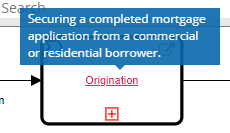 Search
Securing a completed mortgage
application from a commercial
or residential borrower.
Origination